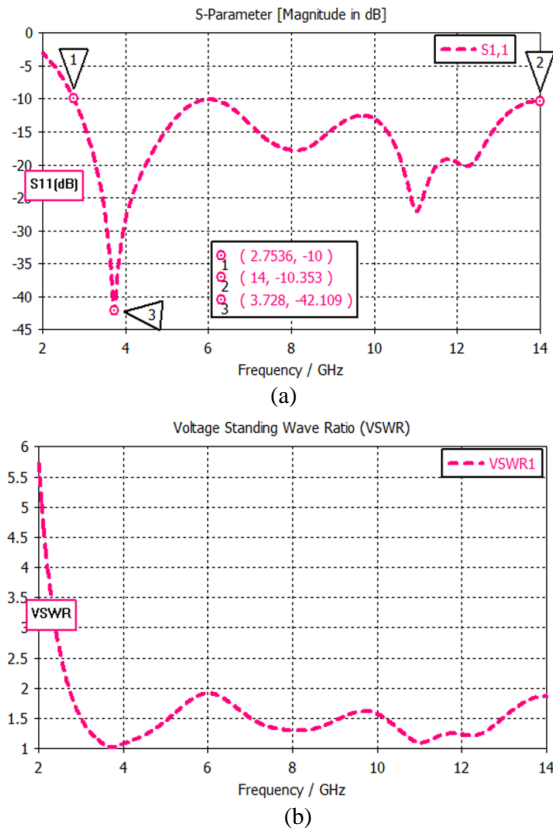 S-Parameter [Magnitude in dB]
S1,1
1
2
3
0
-5
-10
-15
-20
-25
-30
-35
-40
-45
S11(dB)
1 ( 2.7536, -10 )
2 ( 14, -10.353 )
3 ( 3.728, -42.109 )
2 4 6 8 10 12 14
Frequency / GHz
(a)
Voltage Standing Wave Ratio (VSWR)
VSWR1
6
5.5
5
4.5
4
3.5
3
2.5
2
1.5
1
VSWR
2 4 6 8 10 12 14
Frequency / GHz
(b)